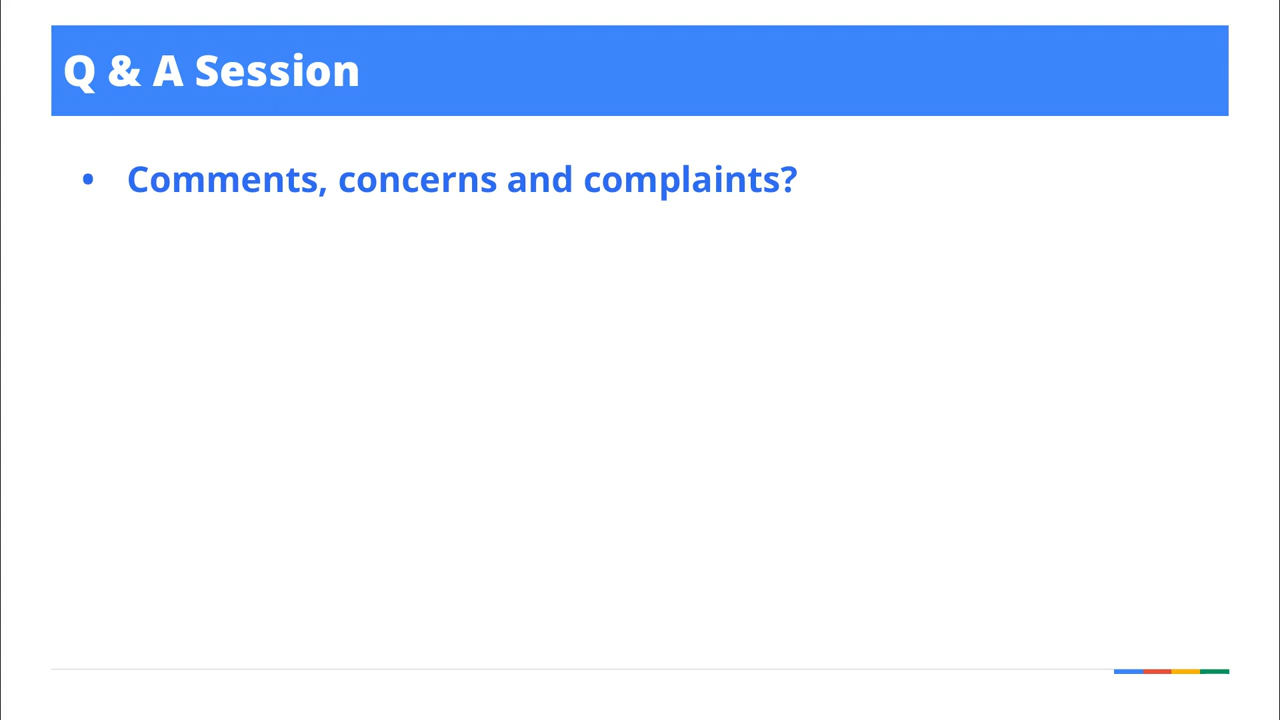 Q & A Session
• Comments, concerns and complaints?